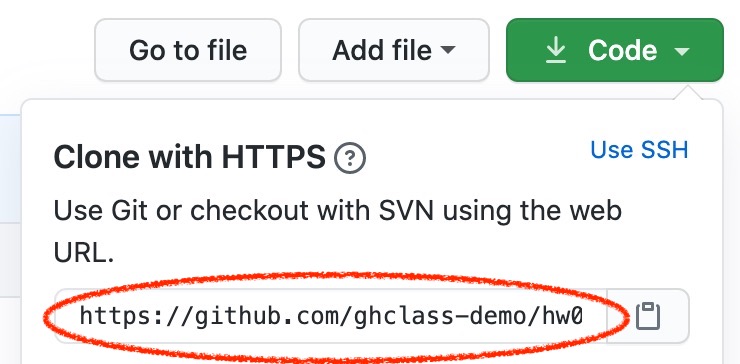 Go to file
Add file
Code
Clone with HTTPS ?
Use SSH
Use Git or checkout with SVN using the web
URL.
https://github.com/ghclass-demo/hw0